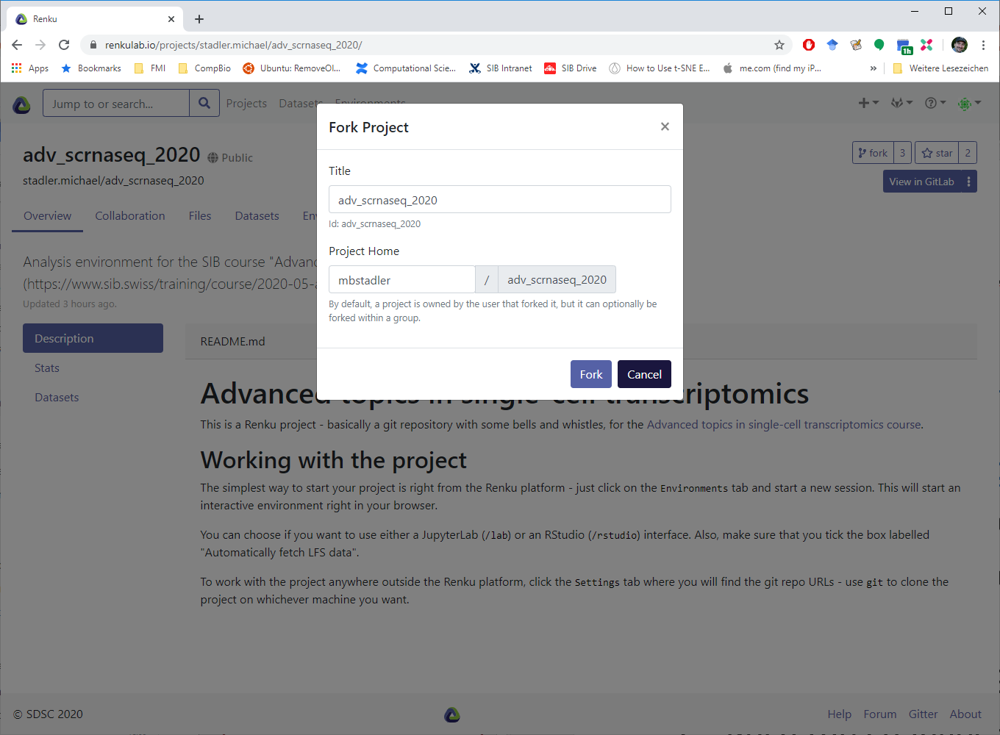 Renku
renkulab.io/projects/stadler.michael/adv_scrnaseq_2020/
1h
Apps Bookmarks FMI CompBio Ubuntu: RemoveOl... Computational Scie... SIB Intranet SIB Drive How to Use t-SNE E... me.com (find my iP... » Weitere Lesezeichen
Jump to or search... Projects Datasets Environments
Fork Project
adv_scrnaseq_2020 Public
fork 3 star 2
stadler.michael/adv_scrnaseq_2020
View in GitLab
Title
adv_scrnaseq_2020
Id: adv_scrnaseq_2020
Overview Collaboration Files Datasets En
Project Home
Analysis environment for the SIB course "Advan
mbstadler / adv_scrnaseq_2020
(https://www.sib.swiss/training/course/2020-05-a
Updated 3 hours ago.
By default, a project is owned by the user that forked it, but it can optionally be
forked within a group.
Description
Stats
Datasets
README.md
Fork Cancel
Advanced topics in single-cell transcriptomics
This is a Renku project - basically a git repository with some bells and whistles, for the Advanced topics in single-cell transcriptomics course.
Working with the project
The simplest way to start your project is right from the Renku platform - just click on the Environments tab and start a new session. This will start an
interactive environment right in your browser.
You can choose if you want to use either a JupyterLab (/lab) or an RStudio (/rstudio) interface. Also, make sure that you tick the box labelled
"Automatically fetch LFS data".
To work with the project anywhere outside the Renku platform, click the Settings tab where you will find the git repo URLs - use git to clone the
project on whichever machine you want.
© SDSC 2020
Help Forum Gitter About